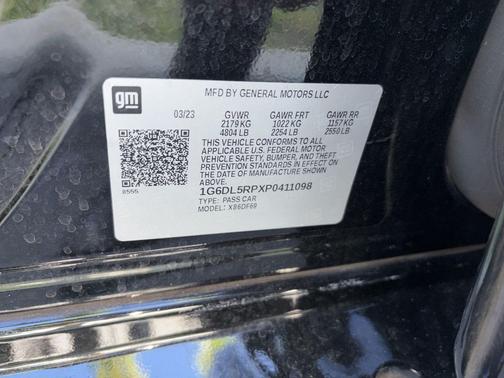 gm
MFD BY GENERAL MOTORS LLC
03/23 GVWR GAWR FRT GAWR RR
2179 KG 1022 KG 1157 KG
4804 LB 2254 LB 2550 LB
THIS VEHICLE CONFORMS TO ALL
APPLICABLE U.S. FEDERAL MOTOR
VEHICLE SAFETY, BUMPER, AND THEFT
PREVENTION STANDARDS IN EFFECT ON
THE DATE OF MANUFACTURE SHOWN
ABOVE.
1G6DL5RPXP0411098
TYPE: PASS CAR
MODEL: X86DF69